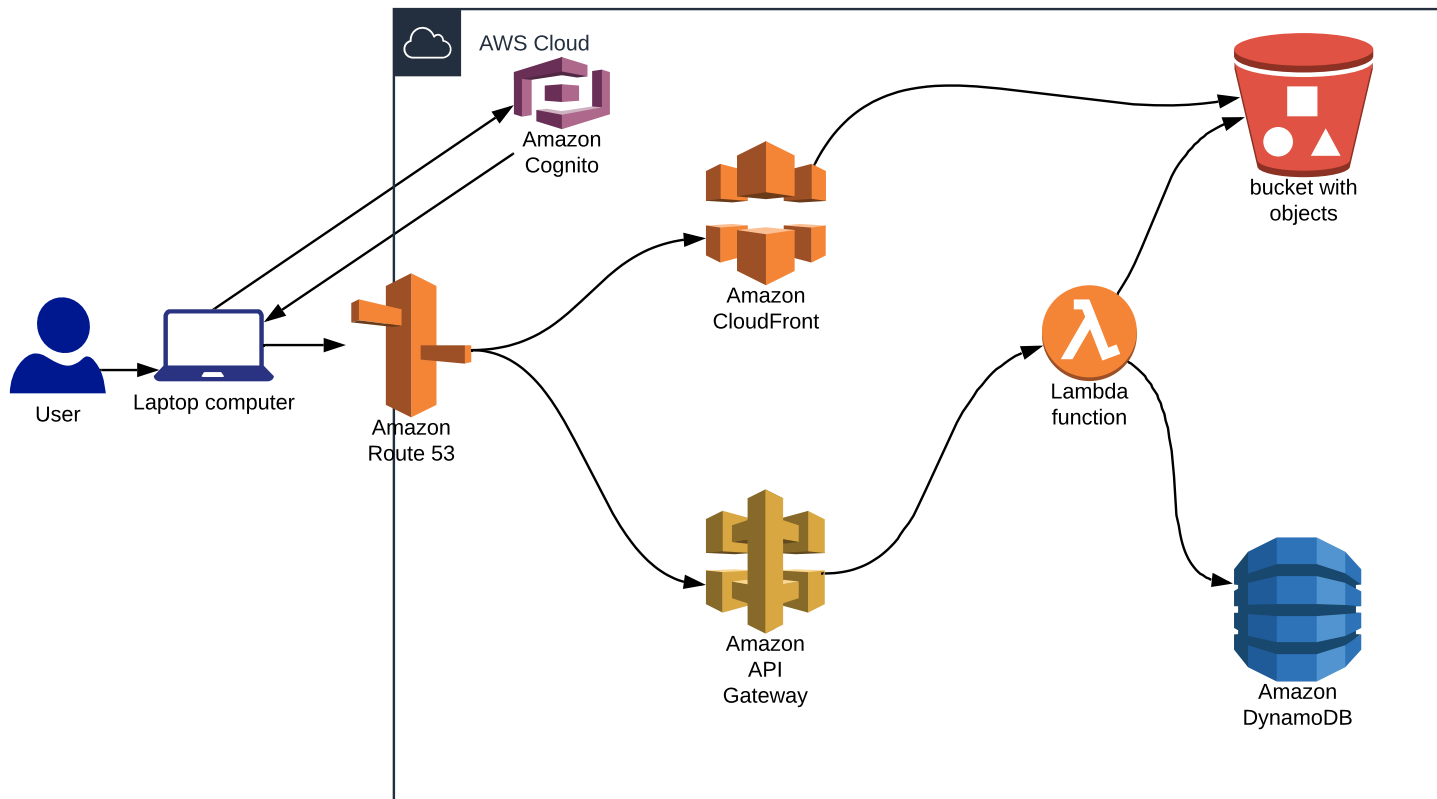 AWS Cloud
Amazon
Cognito
bucket with
objects
Amazon
CloudFront
User
Laptop computer
Amazon
Route 53
Lambda
function
Amazon
API
Gateway
Amazon
DynamoDB